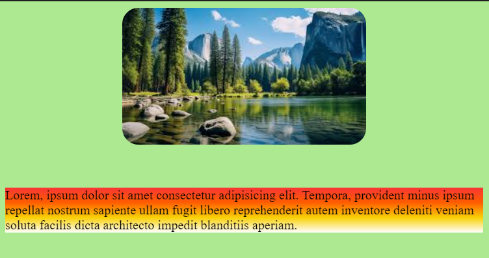 Lorem, ipsum dolor sit amet consectetur adipisicing elit. Tempora, provident minus ipsum
repellat nostrum sapiente ullam fugit libero reprehenderit autem inventore deleniti veniam
soluta facilis dicta architecto impedit blanditiis aperiam.